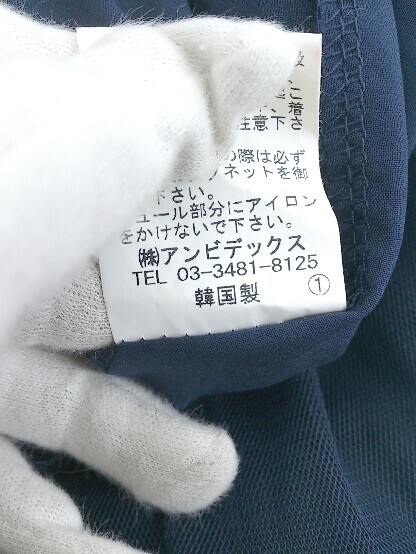 こ
、着
注意下さ
の際は必ず
ネットを御
下さい。
ュール部分にアイロン
をかけないで下さい。
㈱アンビデックス
TEL 03-3481-8125
韓国製 ①